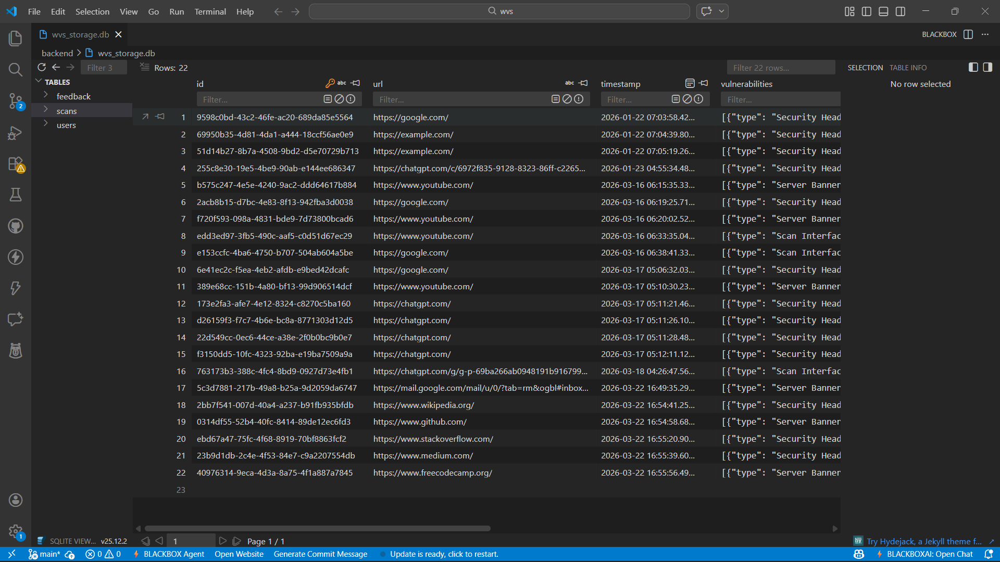 File Edit Selection View Go Run Terminal Help
wvs
wvs_storage.db
BLACKBOX
backend > wvs_storage.db
Filter 3
Rows: 22
Filter 22 rows...
SELECTION TABLE INFO
TABLES
feedback
scans
users
No row selected
id abc url abc timestamp vulnerabilities
Filter... Filter... Filter... Filter...
1 9598c0bd-43c2-46fe-ac20-689da85e5564 https://google.com/ 2026-01-22 07:03:58.42... [{"type": "Security Head
2 69950b35-4d81-4da1-a444-18ccf56ae0e9 https://example.com/ 2026-01-22 07:04:39.80... [{"type": "Security Head
3 51d14b27-8b7a-4508-9bd2-d5e70729b713 https://example.com/ 2026-01-22 07:05:19.26... [{"type": "Security Head
4 255c8e30-19e5-4be9-90ab-e144ee686347 https://chatgpt.com/c/6972f835-9128-8323-86ff-c2265... 2026-01-23 04:55:34.48... [{"type": "Security Head
5 b575c247-4e5e-4240-9ac2-ddd64617b884 https://www.youtube.com/ 2026-03-16 06:15:35.33... [{"type": "Server Banner
6 2acb8b15-d7bc-4e83-8f13-942fba3d0038 https://google.com/ 2026-03-16 06:19:25.71... [{"type": "Security Head
7 f720f593-098a-4831-bde9-7d73800bcad6 https://www.youtube.com/ 2026-03-16 06:20:02.52... [{"type": "Server Banner
8 edd3ed97-3fb5-490c-aaf5-c0d51d67ec29 https://www.youtube.com/ 2026-03-16 06:33:35.04... [{"type": "Scan Interfac
9 e153ccfc-4ba6-4750-b707-504ab604a5be https://google.com/ 2026-03-16 06:38:41.33... [{"type": "Scan Interfac
10 6e41ec2c-f5ea-4eb2-afdb-e9bed42dcafc https://google.com/ 2026-03-17 05:06:32.03... [{"type": "Security Head
11 389e68cc-151b-4a80-bf13-99d906514dcf https://www.youtube.com/ 2026-03-17 05:10:30.23... [{"type": "Server Banner
12 173e2fa3-afe7-4e12-8324-c8270c5ba160 https://chatgpt.com/ 2026-03-17 05:11:21.46... [{"type": "Security Head
13 d26159f3-f7c7-4b6e-bc8a-8771303d12d5 https://chatgpt.com/ 2026-03-17 05:11:26.10... [{"type": "Security Head
14 22d549cc-0ec6-44ce-a38e-2f0b0bc9b0e7 https://chatgpt.com/ 2026-03-17 05:11:28.48... [{"type": "Security Head
15 f3150dd5-10fc-4323-92ba-e19ba7509a9a https://chatgpt.com/ 2026-03-17 05:12:11.12... [{"type": "Security Head
16 763173b3-388c-4fc4-8bd9-0927d73e4fb1 https://chatgpt.com/g/g-p-69ba266ab0948191b916799... 2026-03-18 04:26:47.56... [{"type": "Scan Interfac
17 5c3d7881-217b-49a8-b25a-9d2059da6747 https://mail.google.com/mail/u/0/?tab=rm&ogbl#inbox... 2026-03-22 16:49:35.29... [{"type": "Server Banner
18 2bb7f541-007d-40a4-a237-b91fb935bfdb https://www.wikipedia.org/ 2026-03-22 16:54:41.25... [{"type": "Security Head
19 0314df55-52b4-40fc-8414-89de12ec6fd3 https://www.github.com/ 2026-03-22 16:54:58.68... [{"type": "Server Banner
20 ebd67a47-75fc-4f68-8919-70bf8863fcf2 https://www.stackoverflow.com/ 2026-03-22 16:55:20.90... [{"type": "Security Head
21 23b9d1db-2c4e-4f53-84e7-c9a2207554db https://www.medium.com/ 2026-03-22 16:55:39.60... [{"type": "Security Head
22 40976314-9eca-4d3a-8a75-4f1a887a7845 https://www.freecodecamp.org/ 2026-03-22 16:55:56.49... [{"type": "Server Banner
23
2
1
SQLITE VIEW... v25.12.2
1
Page 1 / 1
hy Try Hydejack, a Jekyll theme f...
main* 0 0 BLACKBOX Agent Open Website Generate Commit Message Update is ready, click to restart. BLACKBOXAI: Open Chat